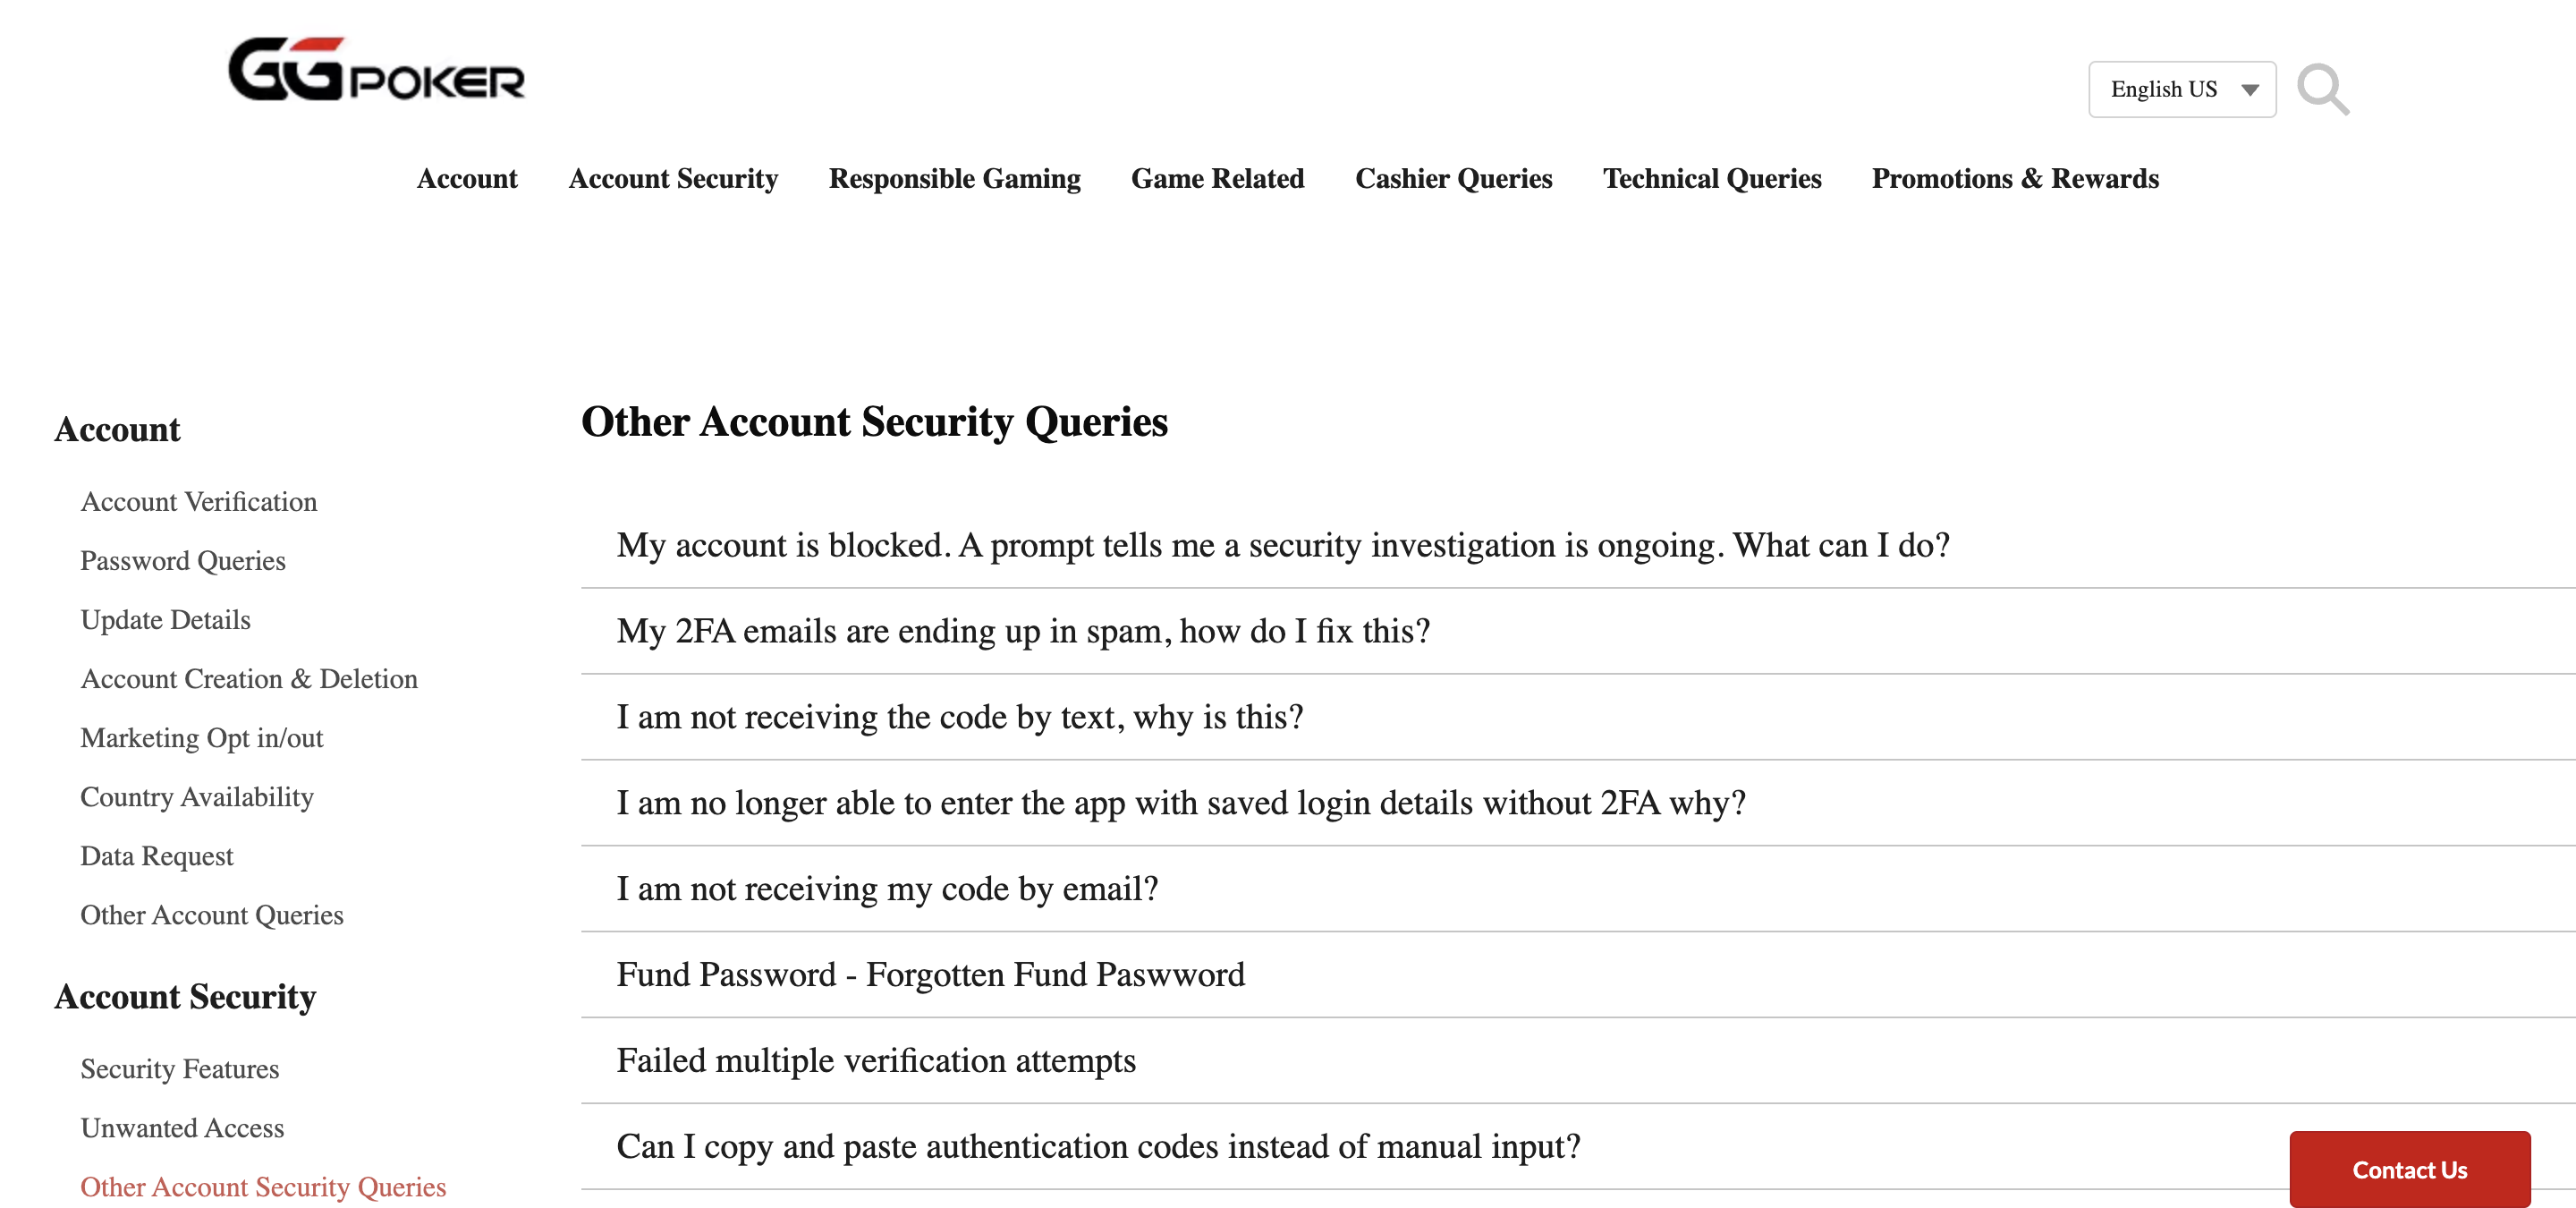 GGPOKER
English US
Account
Account Security
Responsible Gaming
Game Related
Cashier Queries
Technical Queries
Promotions & Rewards
Account
Account Verification
Password Queries
Update Details
Account Creation & Deletion
Marketing Opt in/out
Country Availability
Data Request
Other Account Queries
Account Security
Security Features
Unwanted Access
Other Account Security Queries
Other Account Security Queries
My account is blocked. A prompt tells me a security investigation is ongoing. What can I do?
My 2FA emails are ending up in spam, how do I fix this?
I am not receiving the code by text, why is this?
I am no longer able to enter the app with saved login details without 2FA why?
I am not receiving my code by email?
Fund Password - Forgotten Fund Paswword
Failed multiple verification attempts
Can I copy and paste authentication codes instead of manual input?
Contact Us